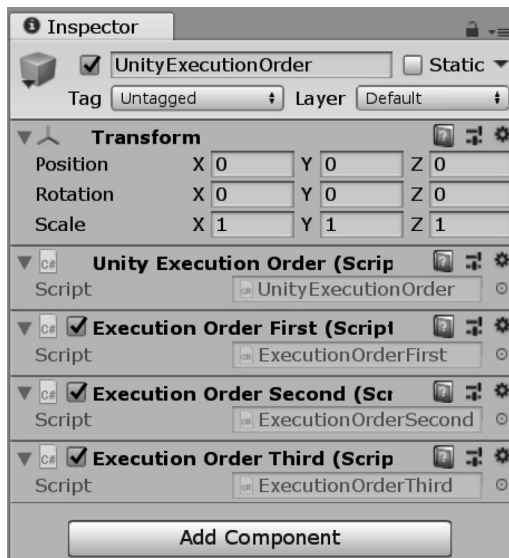 Inspector
UnityExecutionOrder Static
Tag Untagged Layer Default
Transform
Position X 0 Y 0 Z 0
Rotation X 0 Y 0 Z 0
Scale X 1 Y 1 Z 1
C# Unity Execution Order (Scrip
Script UnityExecutionOrder
C# Execution Order First (Script
Script ExecutionOrderFirst
C# Execution Order Second (Scr
Script ExecutionOrderSecond
C# Execution Order Third (Scrip
Script ExecutionOrderThird
Add Component